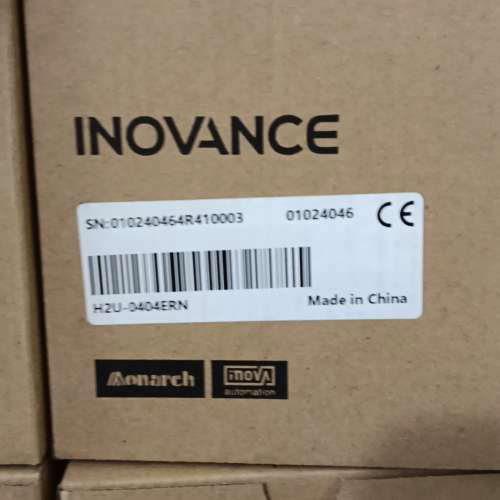 INOVANCE
SN:010240464R410003 01024046 CE
H2U-0404ERN Made in China
Monarch inovA
automation